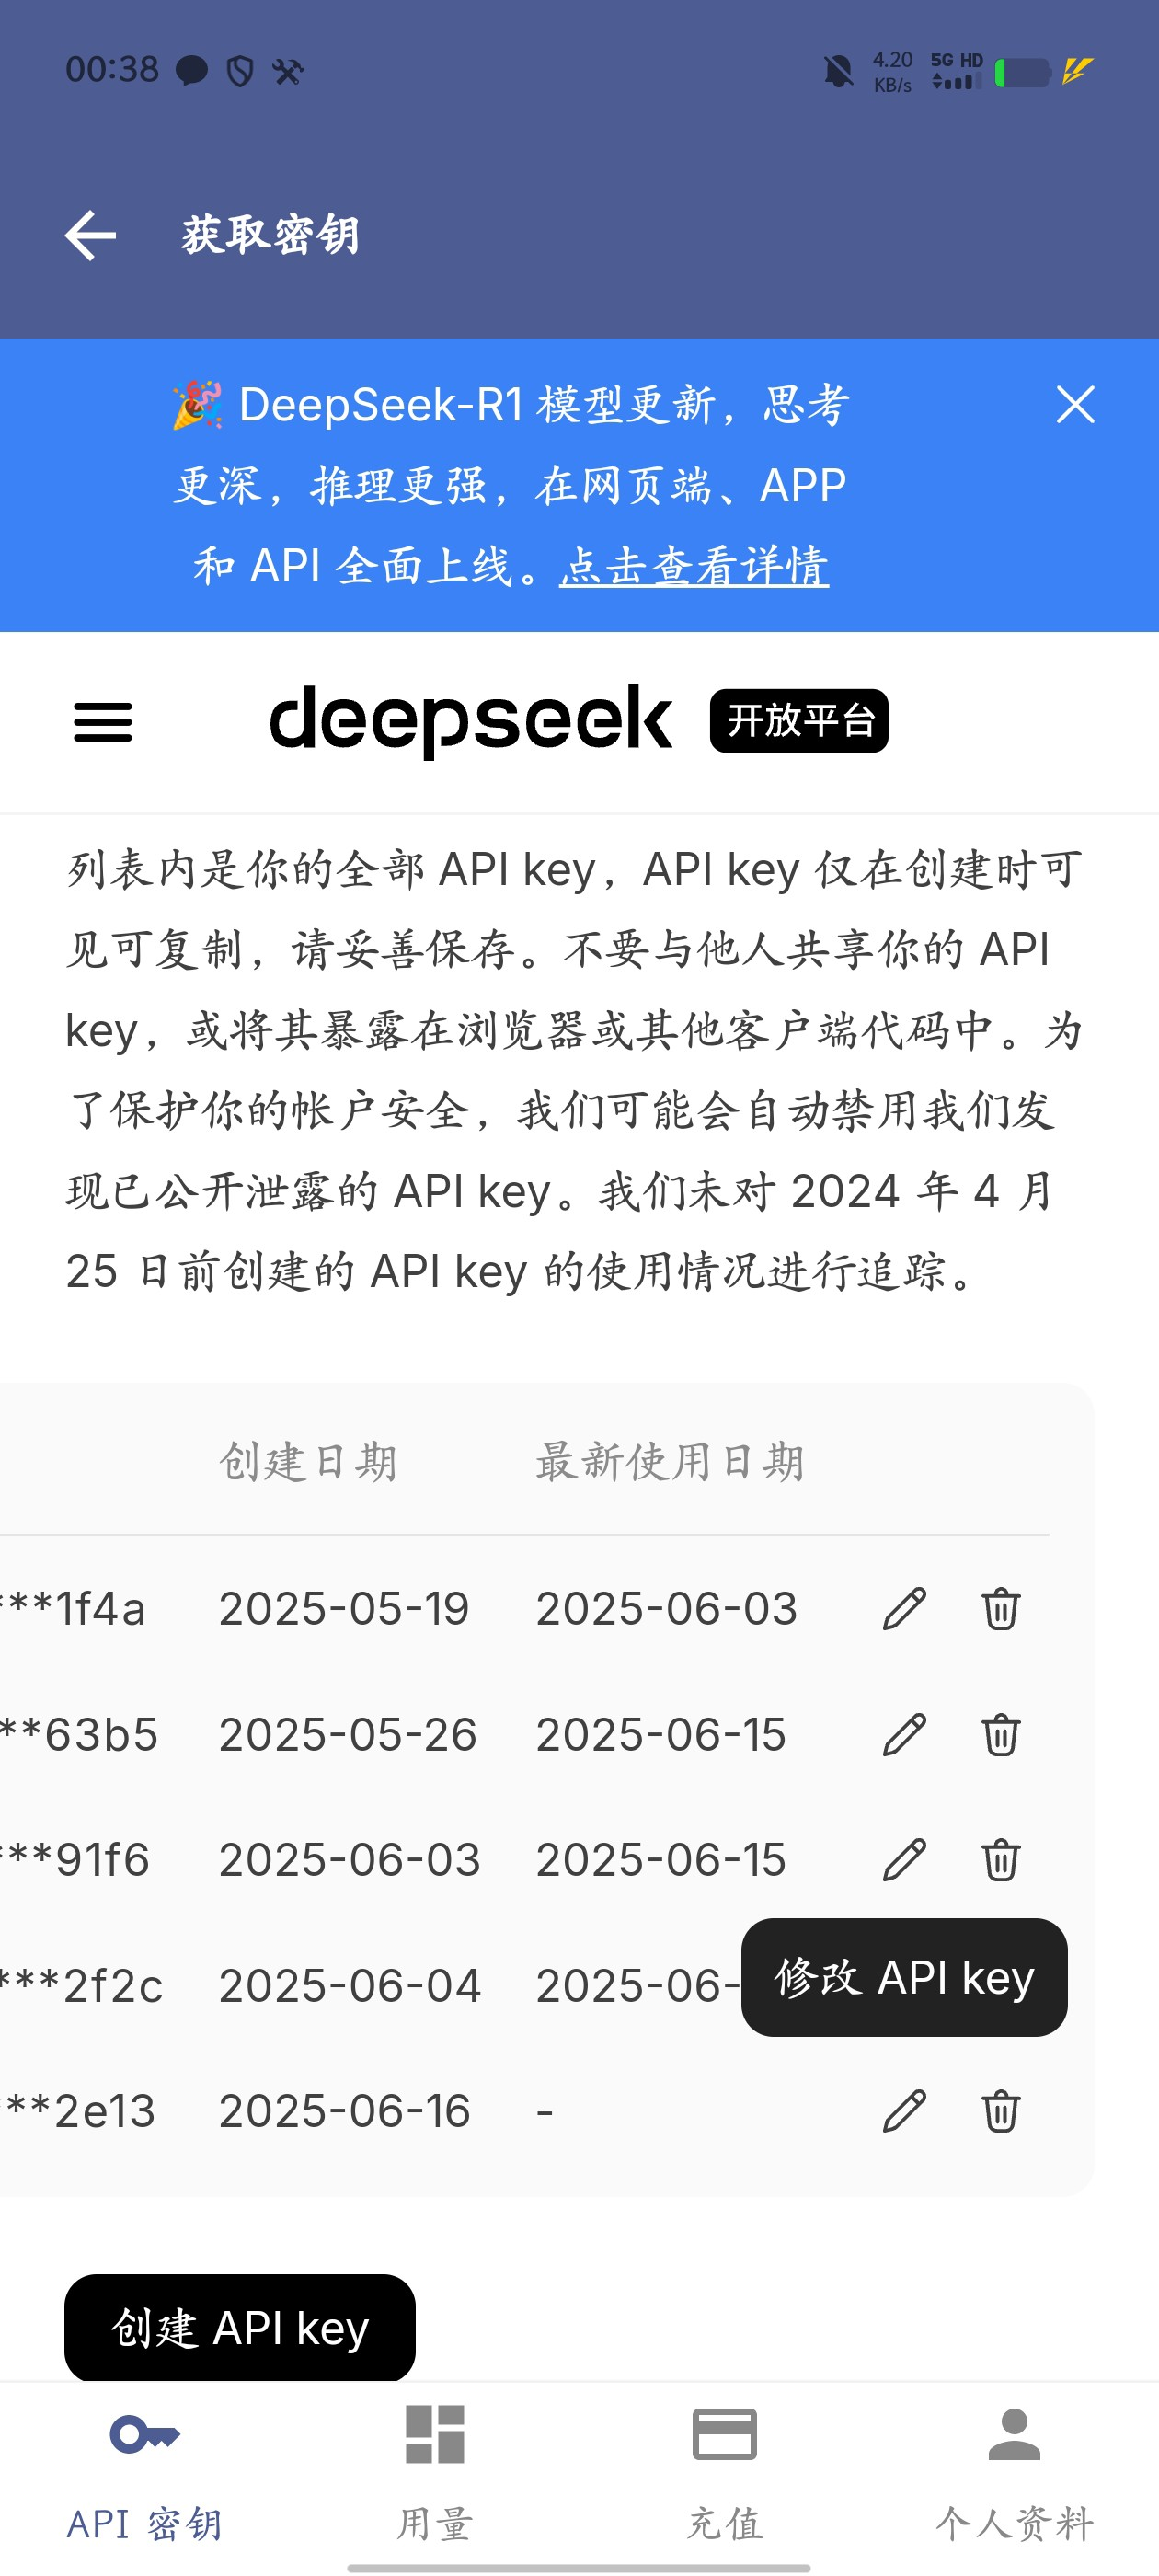 00:38
4.20
KB/s
5G HD
获取密钥
DeepSeek-R1 模型更新，思考
更深，推理更强，在网页端、APP
和 API 全面上线。点击查看详情
deepseek 开放平台
列表内是你的全部 API key，API key 仅在创建时可
见可复制，请妥善保存。不要与他人共享你的 API
key，或将其暴露在浏览器或其他客户端代码中。为
了保护你的帐户安全，我们可能会自动禁用我们发
现已公开泄露的 API key。我们未对 2024 年 4 月
25 日前创建的 API key 的使用情况进行追踪。
创建日期 最新使用日期
***1f4a 2025-05-19 2025-06-03
**63b5 2025-05-26 2025-06-15
***91f6 2025-06-03 2025-06-15
***2f2c 2025-06-04 2025-06-
修改 API key
**2e13 2025-06-16 -
创建 API key
API 密钥 用量 充值 个人资料